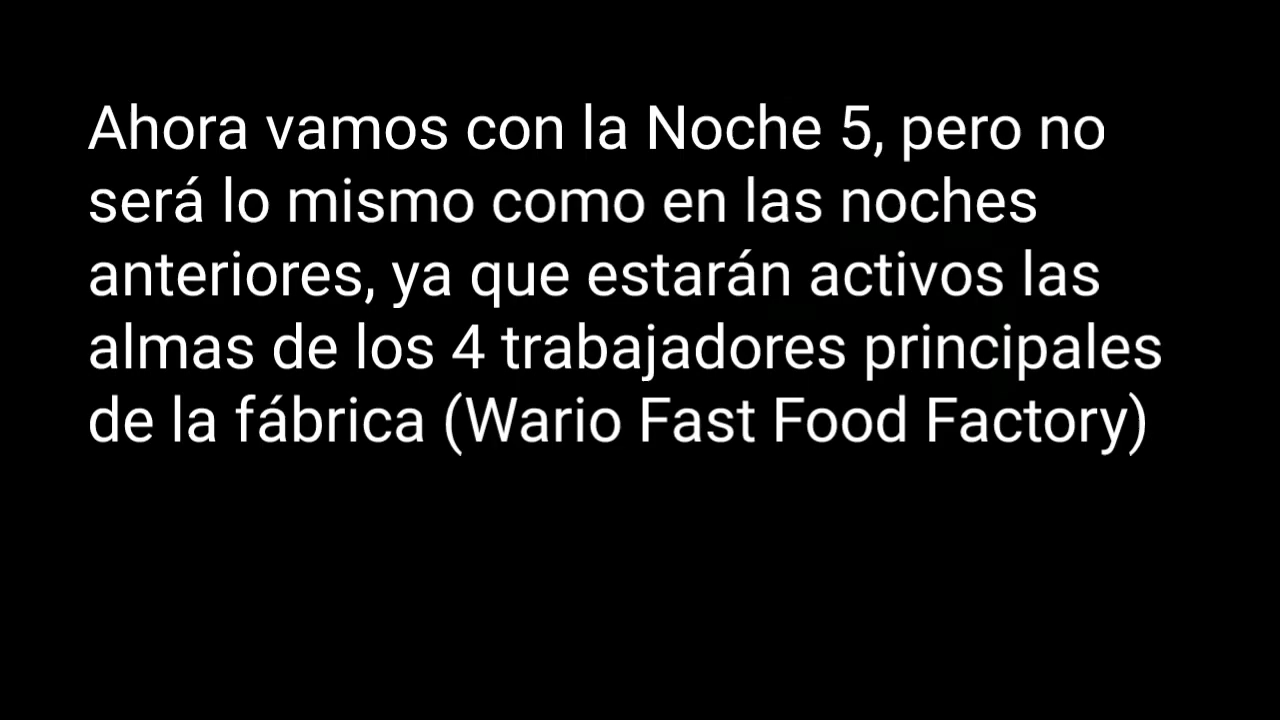 Ahora vamos con la Noche 5, pero no
será lo mismo como en las noches
anteriores, ya que estarán activos las
almas de los 4 trabajadores principales
de la fábrica (Wario Fast Food Factory)